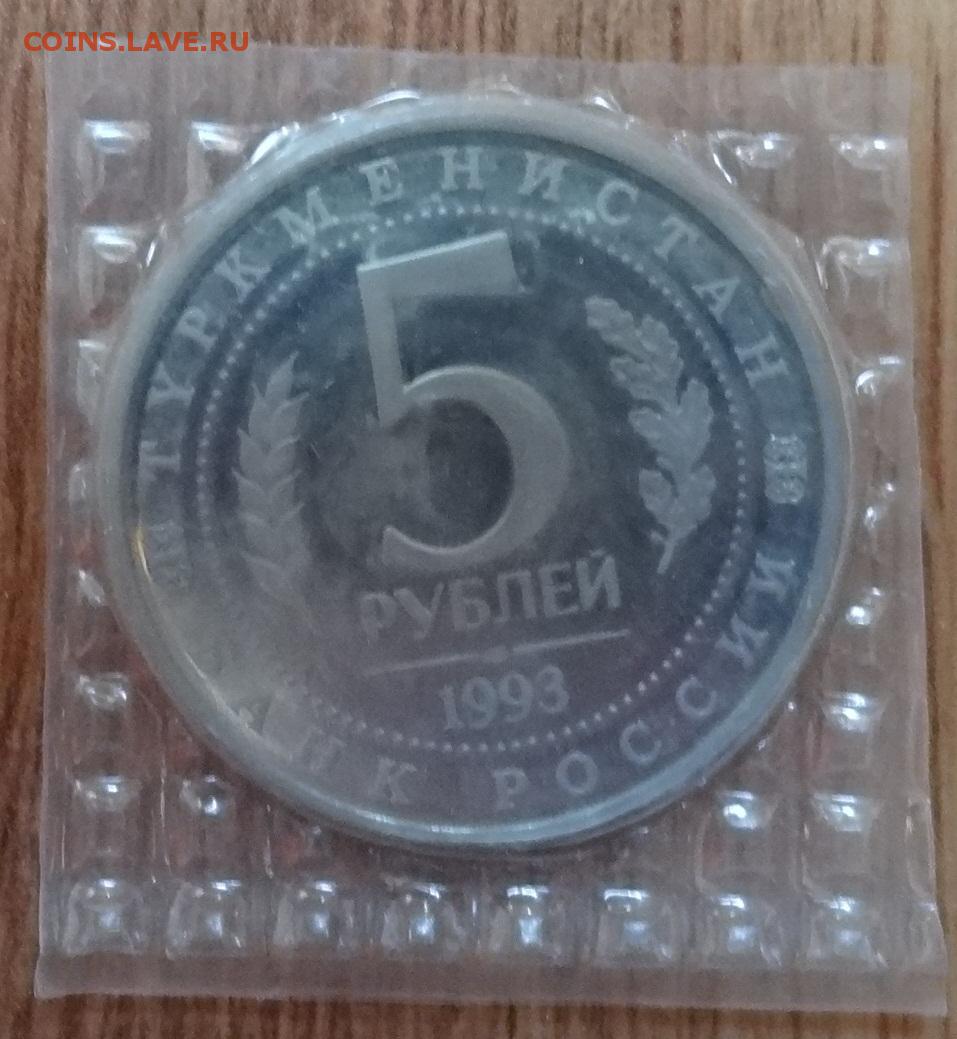 COINS.LAVE.RU
ТУРКМЕНИСТАН
5
РУБЛЕЙ
1993
РОССИИ